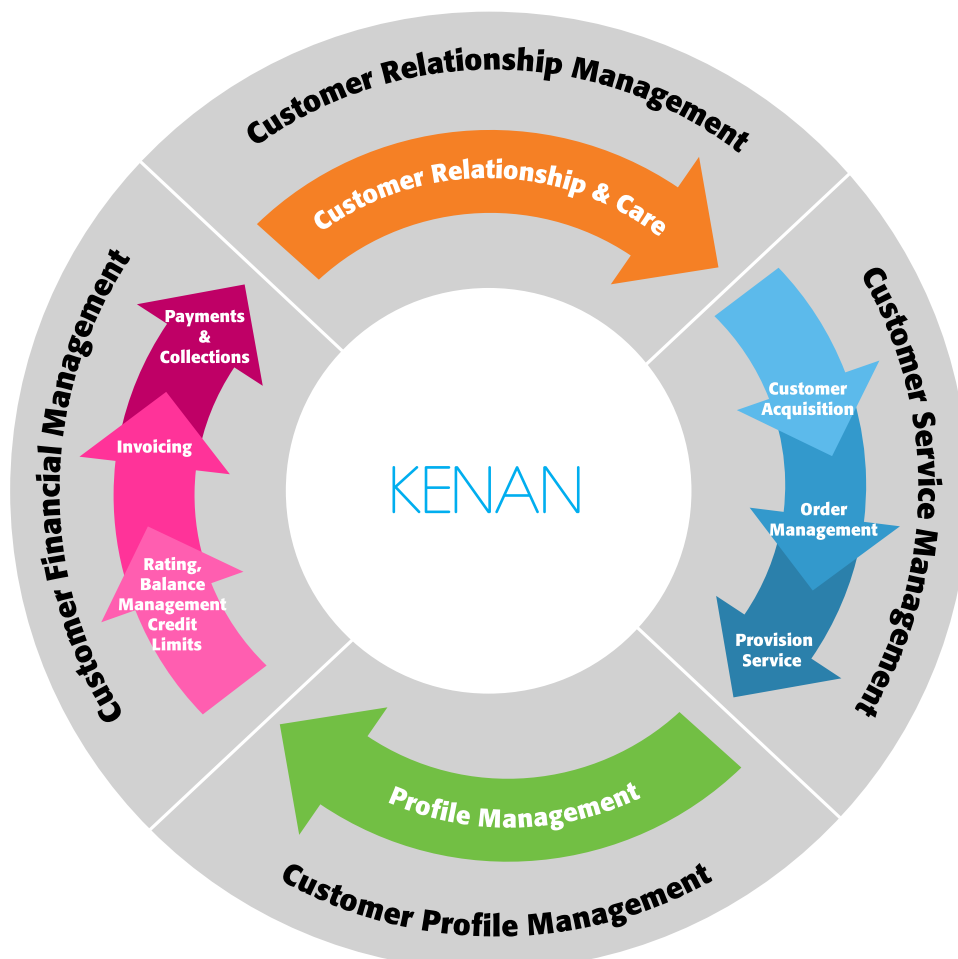 Customer Relationship Management
Customer Relationship & Care
Customer Service Management
Customer
Acquisition
Order
Management
Provision
Service
Customer Profile Management
Profile Management
Customer Financial Management
Rating,
Balance
Management
Credit
Limits
Invoicing
Payments
&
Collections
KENAN